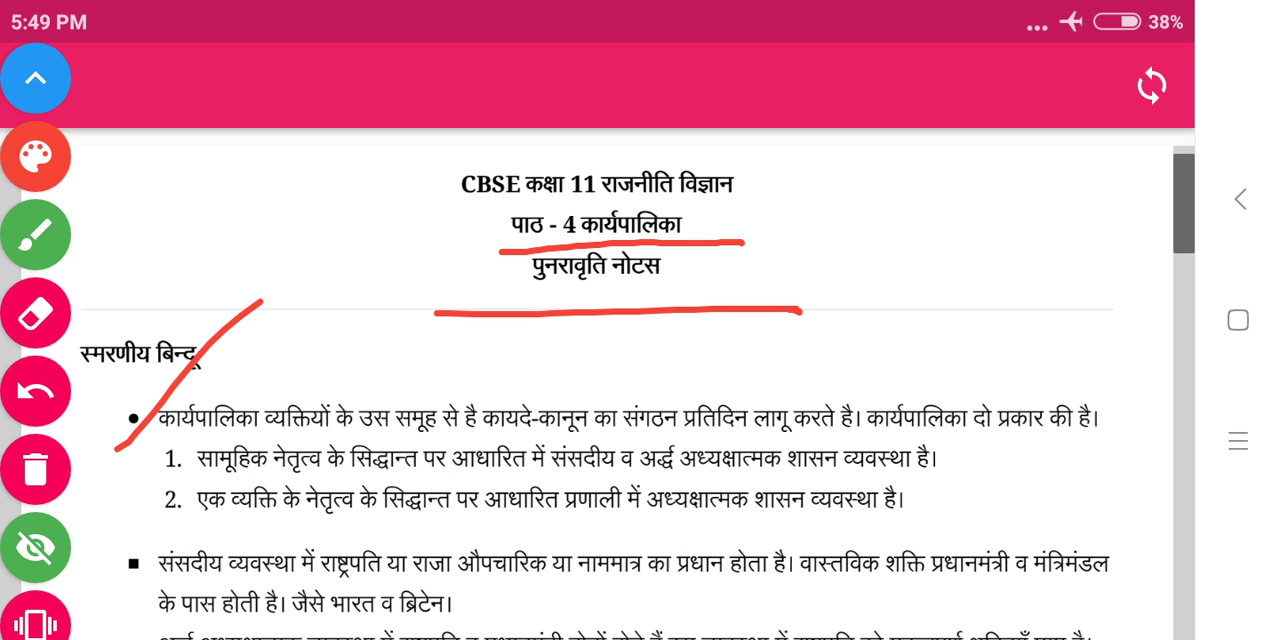 5:49 PM
38%
CBSE कक्षा 11 राजनीति विज्ञान
पाठ - 4 कार्यपालिका
पुनरावृति नोटस
स्मरणीय बिन्दू
कार्यपालिका व्यक्तियों के उस समूह से है कायदे-कानून का संगठन प्रतिदिन लागू करते है। कार्यपालिका दो प्रकार की है।
1. सामूहिक नेतृत्व के सिद्धान्त पर आधारित में संसदीय व अर्द्ध अध्यक्षात्मक शासन व्यवस्था है।
2. एक व्यक्ति के नेतृत्व के सिद्धान्त पर आधारित प्रणाली में अध्यक्षात्मक शासन व्यवस्था है।
संसदीय व्यवस्था में राष्ट्रपति या राजा औपचारिक या नाममात्र का प्रधान होता है। वास्तविक शक्ति प्रधानमंत्री व मंत्रिमंडल
के पास होती है। जैसे भारत व ब्रिटेन।